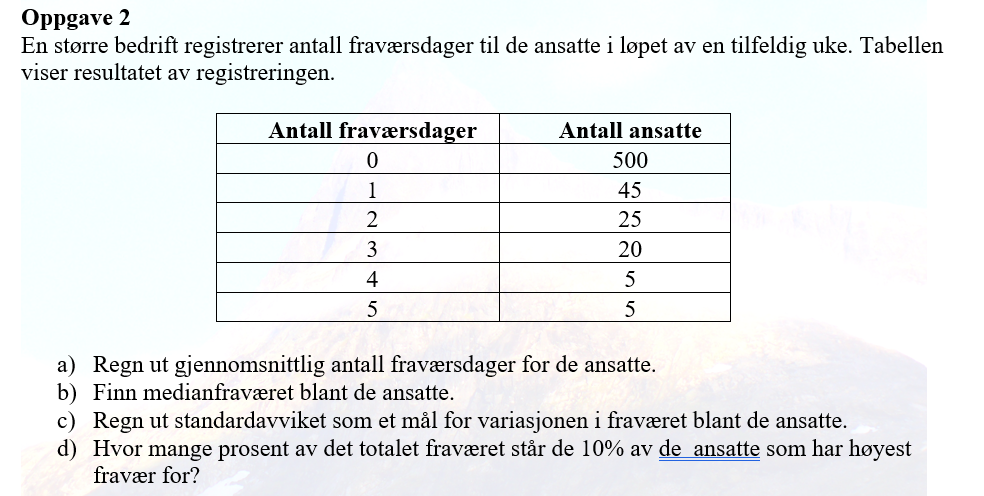 Oppgave 2
En større bedrift registrerer antall fraværsdager til de ansatte i løpet av en tilfeldig uke. Tabellen
viser resultatet av registreringen.
Antall fraværsdager Antall ansatte
0 500
1 45
2 25
3 20
4 5
5 5
a) Regn ut gjennomsnittlig antall fraværsdager for de ansatte.
b) Finn medianfraværet blant de ansatte.
c) Regn ut standardavviket som et mål for variasjonen i fraværet blant de ansatte.
d) Hvor mange prosent av det totalet fraværet står de 10% av de ansatte som har høyest
fravær for?